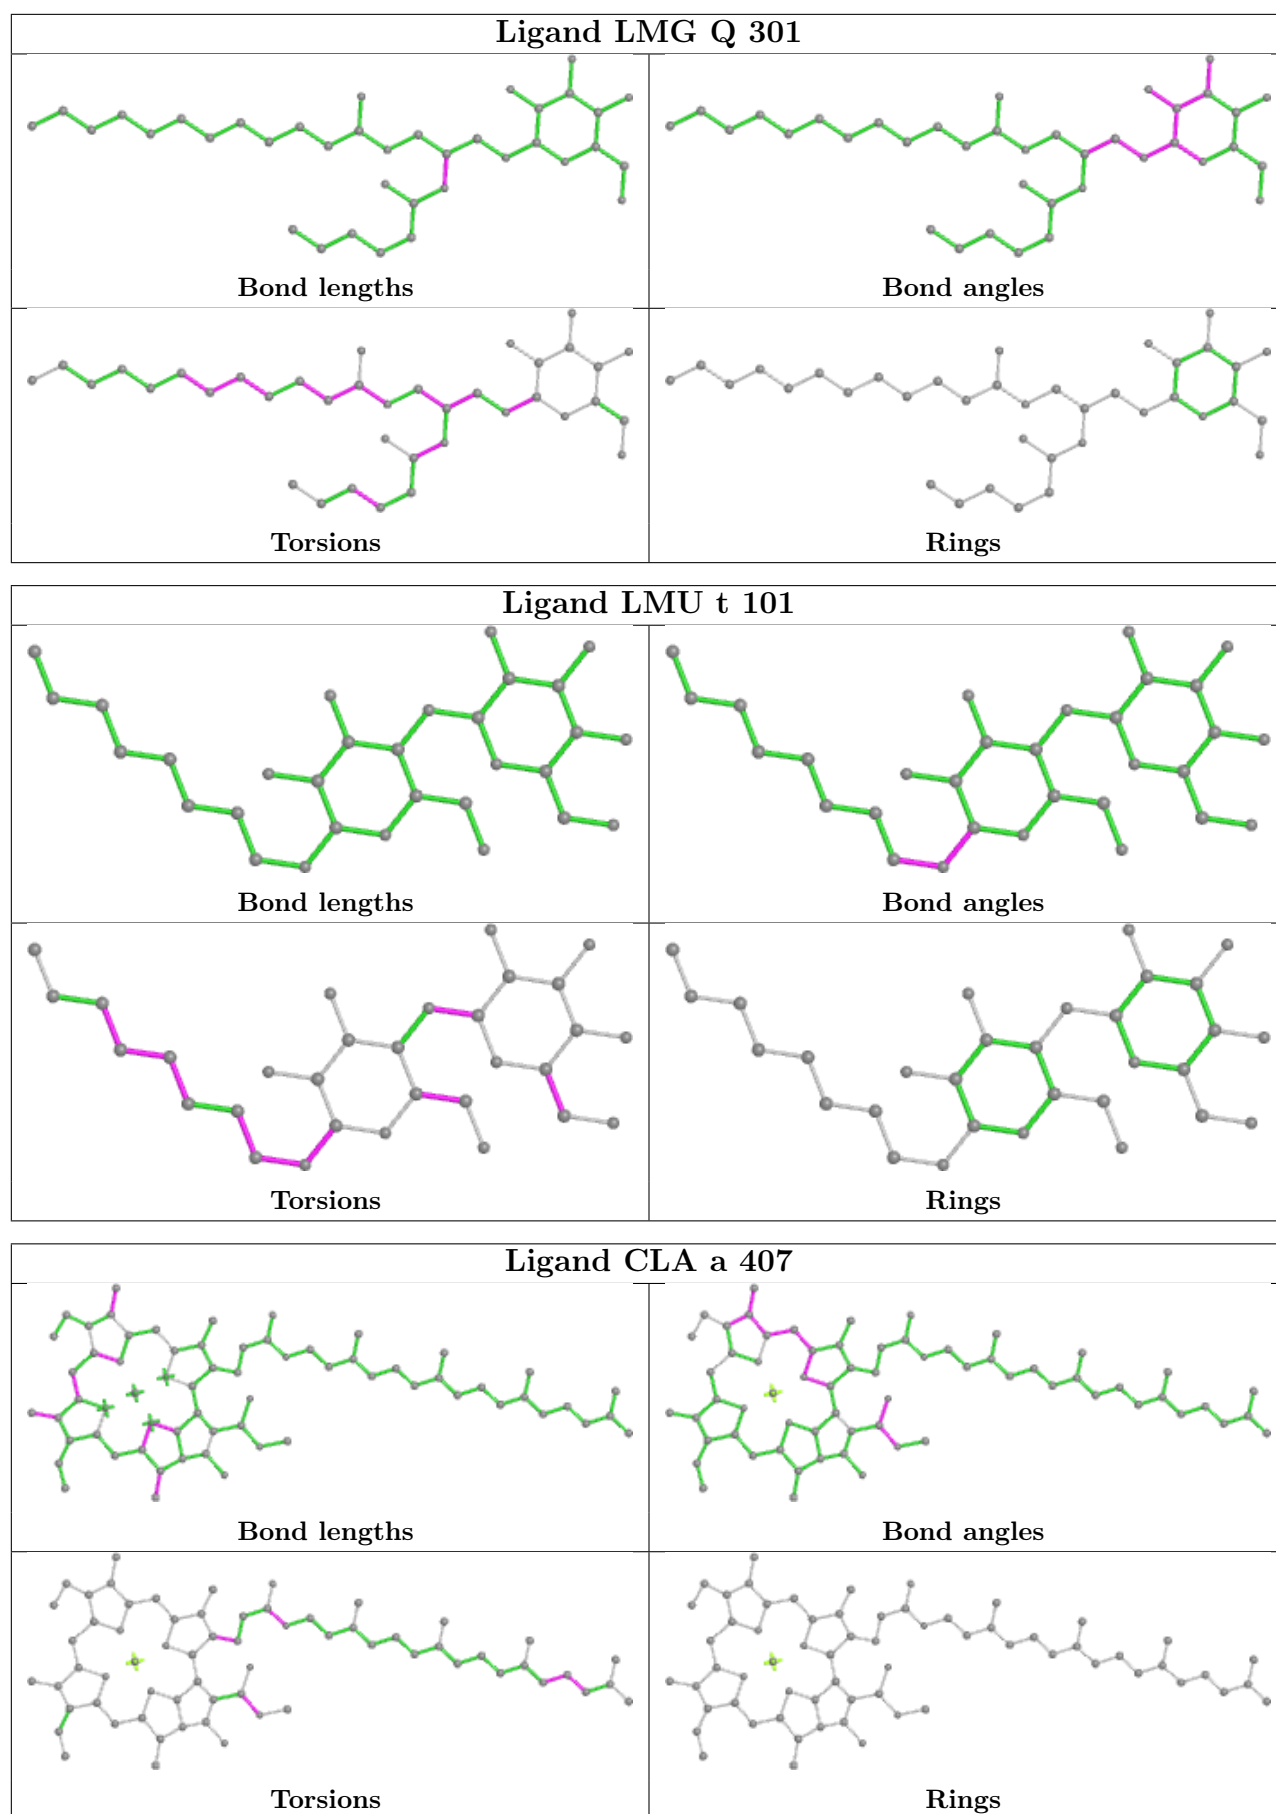 Ligand LMG Q 301
Bond lengths
Bond angles
Torsions
Rings
Ligand LMU t 101
Bond lengths
Bond angles
Torsions
Rings
Ligand CLA a 407
Bond lengths
Bond angles
Torsions
Rings